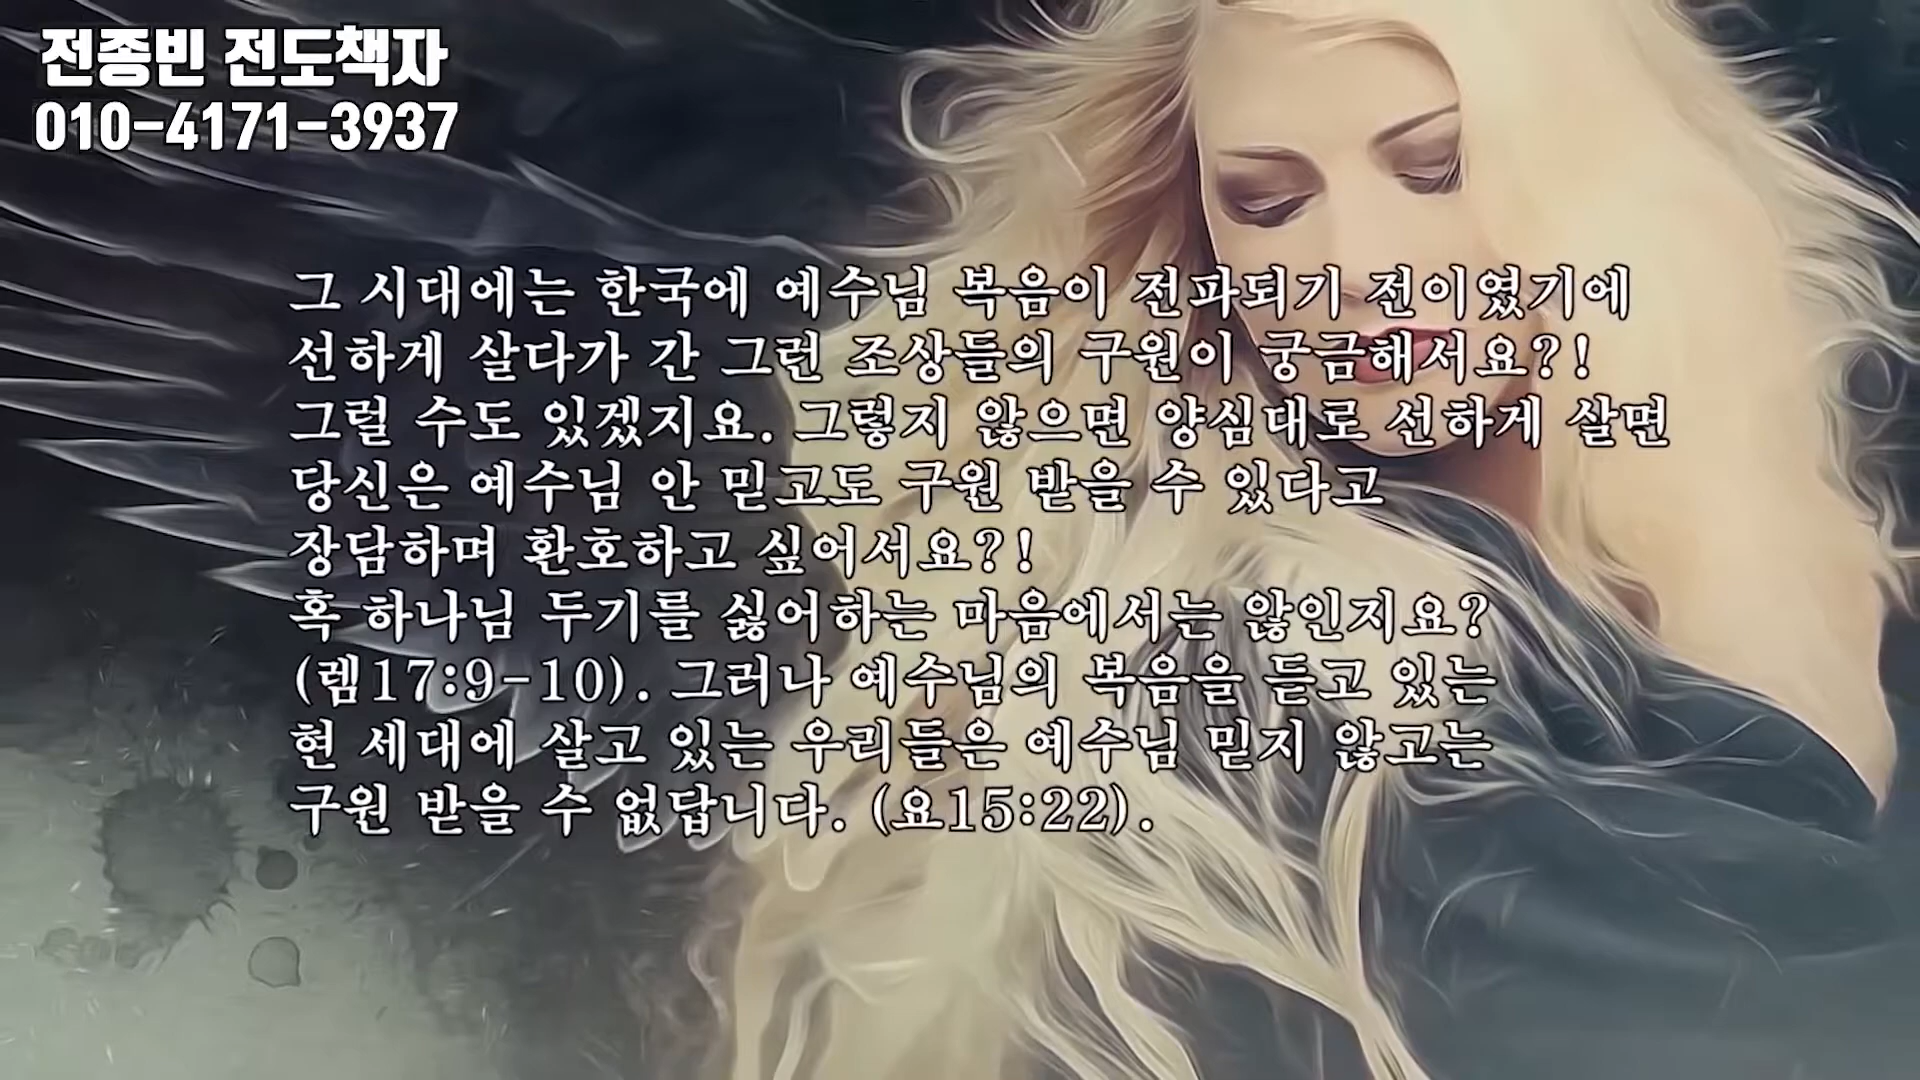 전종빈 전도책자
010-4171-3937
그 시대에는 한국에 예수님 복음이 전파되기 전이였기에
선하게 살다가 간 그런 조상들의 구원이 궁금해서요?!
그럴 수도 있겠지요. 그렇지 않으면 양심대로 선하게 살면
당신은 예수님 안 믿고도 구원 받을 수 있다고
장담하며 환호하고 싶어서요?!
혹 하나님 두기를 싫어하는 마음에서는 않인지요?
(렘17:9-10). 그러나 예수님의 복음을 듣고 있는
현 세대에 살고 있는 우리들은 예수님 믿지 않고는
구원 받을 수 없답니다. (요15:22).